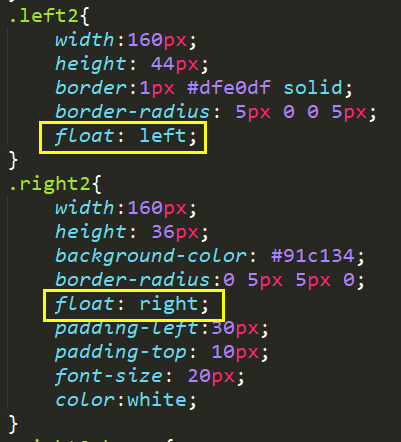 .left2{
width:160px;
height: 44px;
border:1px #dfe0df solid;
border-radius: 5px 0 0 5px;
float: left;
}
.right2{
width:160px;
height: 36px;
background-color: #91c134;
border-radius:0 5px 5px 0;
float: right;
padding-left:30px;
padding-top: 10px;
font-size: 20px;
color:white;
}